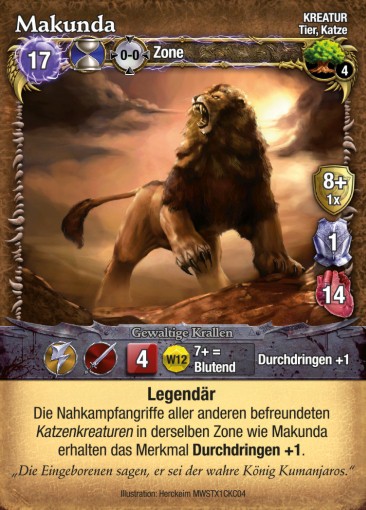 Makunda
KREATUR
Tier, Katze
17
0-0
Zone
4
8+
1x
1
14
Gewaltige Krallen
4
W12
7+ =
Blutend
Durchdringen +1
Legendär
Die Nahkampfangriffe aller anderen befreundeten
Katzenkreaturen in derselben Zone wie Makunda
erhalten das Merkmal Durchdringen +1.
„Die Eingeborenen sagen, er sei der wahre König Kumanjaros.“
Illustration: Herckeim MWSTX1CKC04